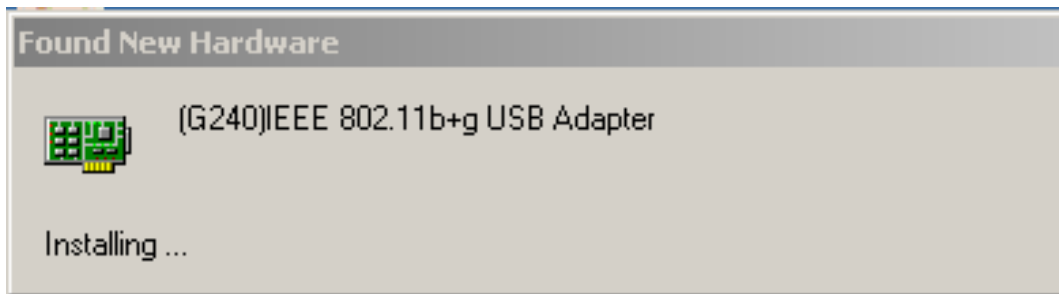 Found New Hardware
(G240)IEEE 802.11b+g USB Adapter
Installing ...